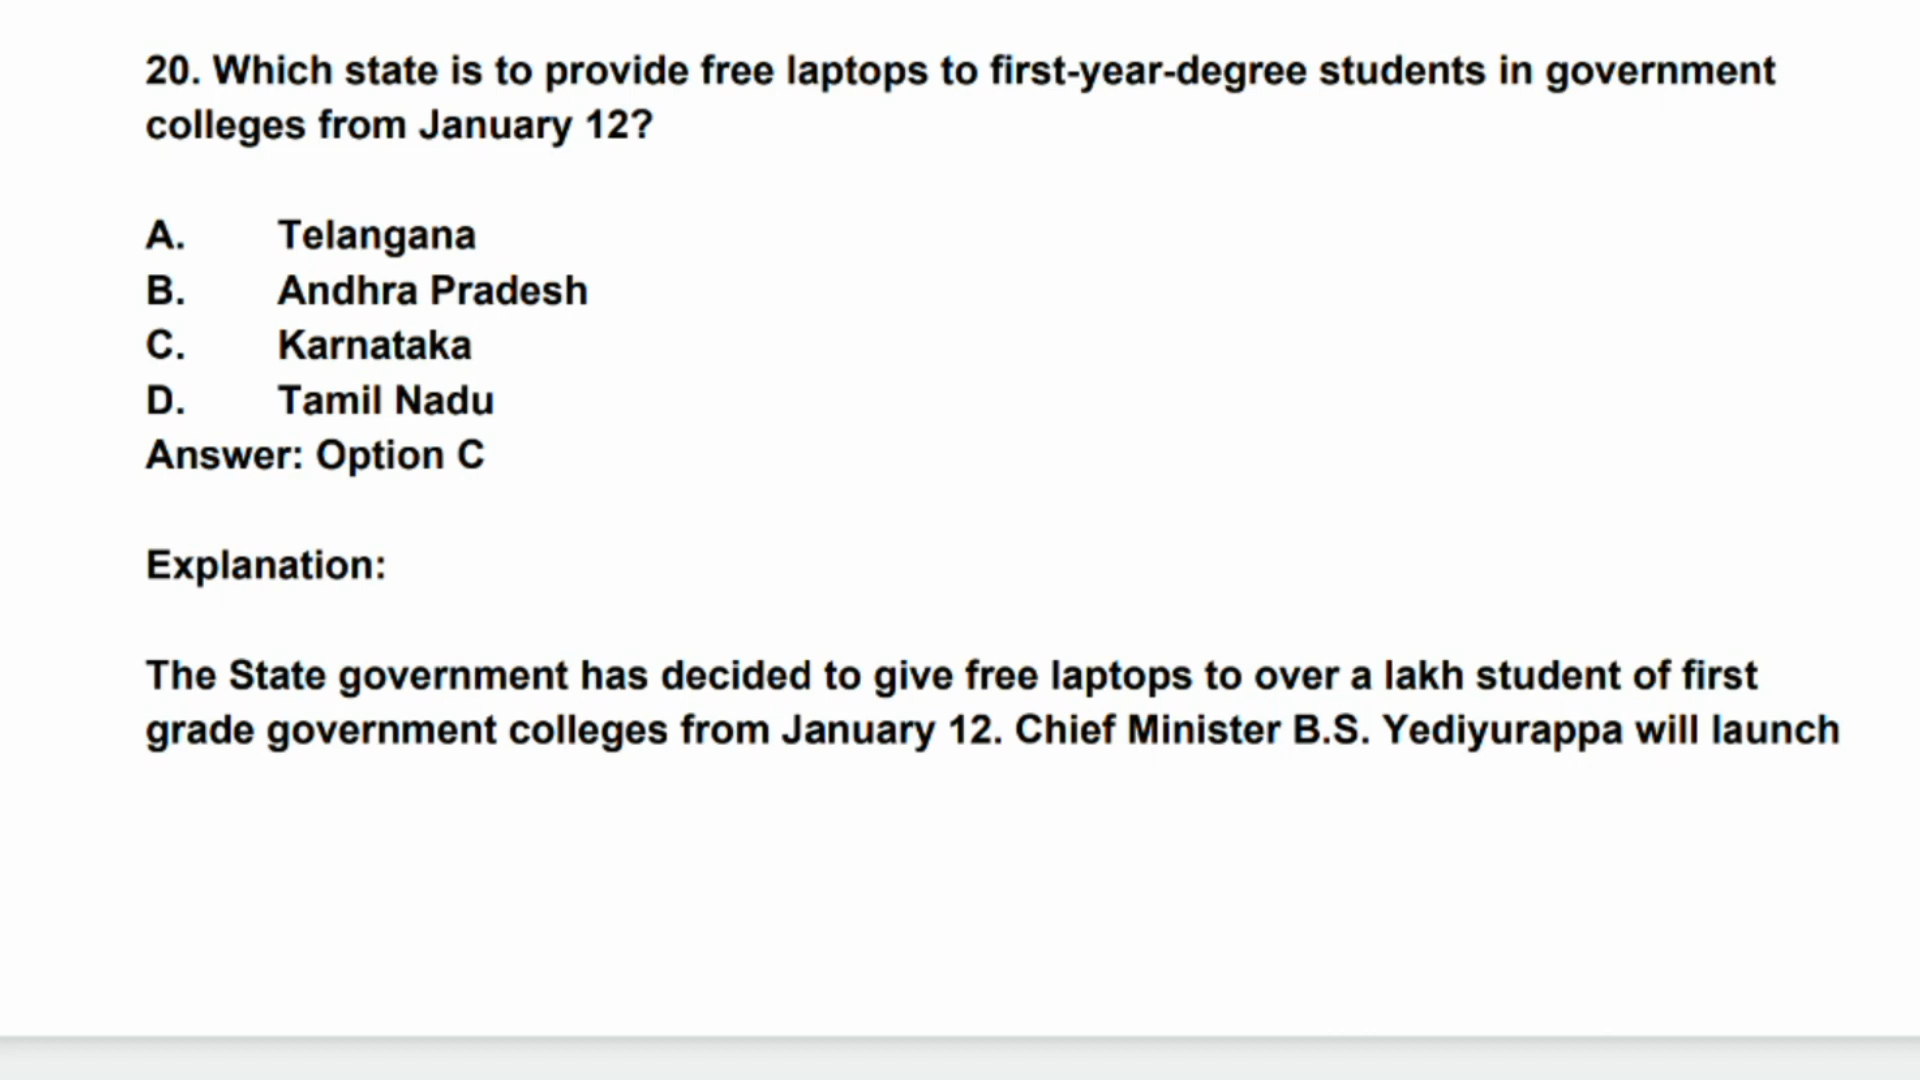 20. Which state is to provide free laptops to first-year-degree students in government
colleges from January 12?
A. Telangana
B. Andhra Pradesh
C. Karnataka
D. Tamil Nadu
Answer: Option C
Explanation:
The State government has decided to give free laptops to over a lakh student of first
grade government colleges from January 12. Chief Minister B.S. Yediyurappa will launch